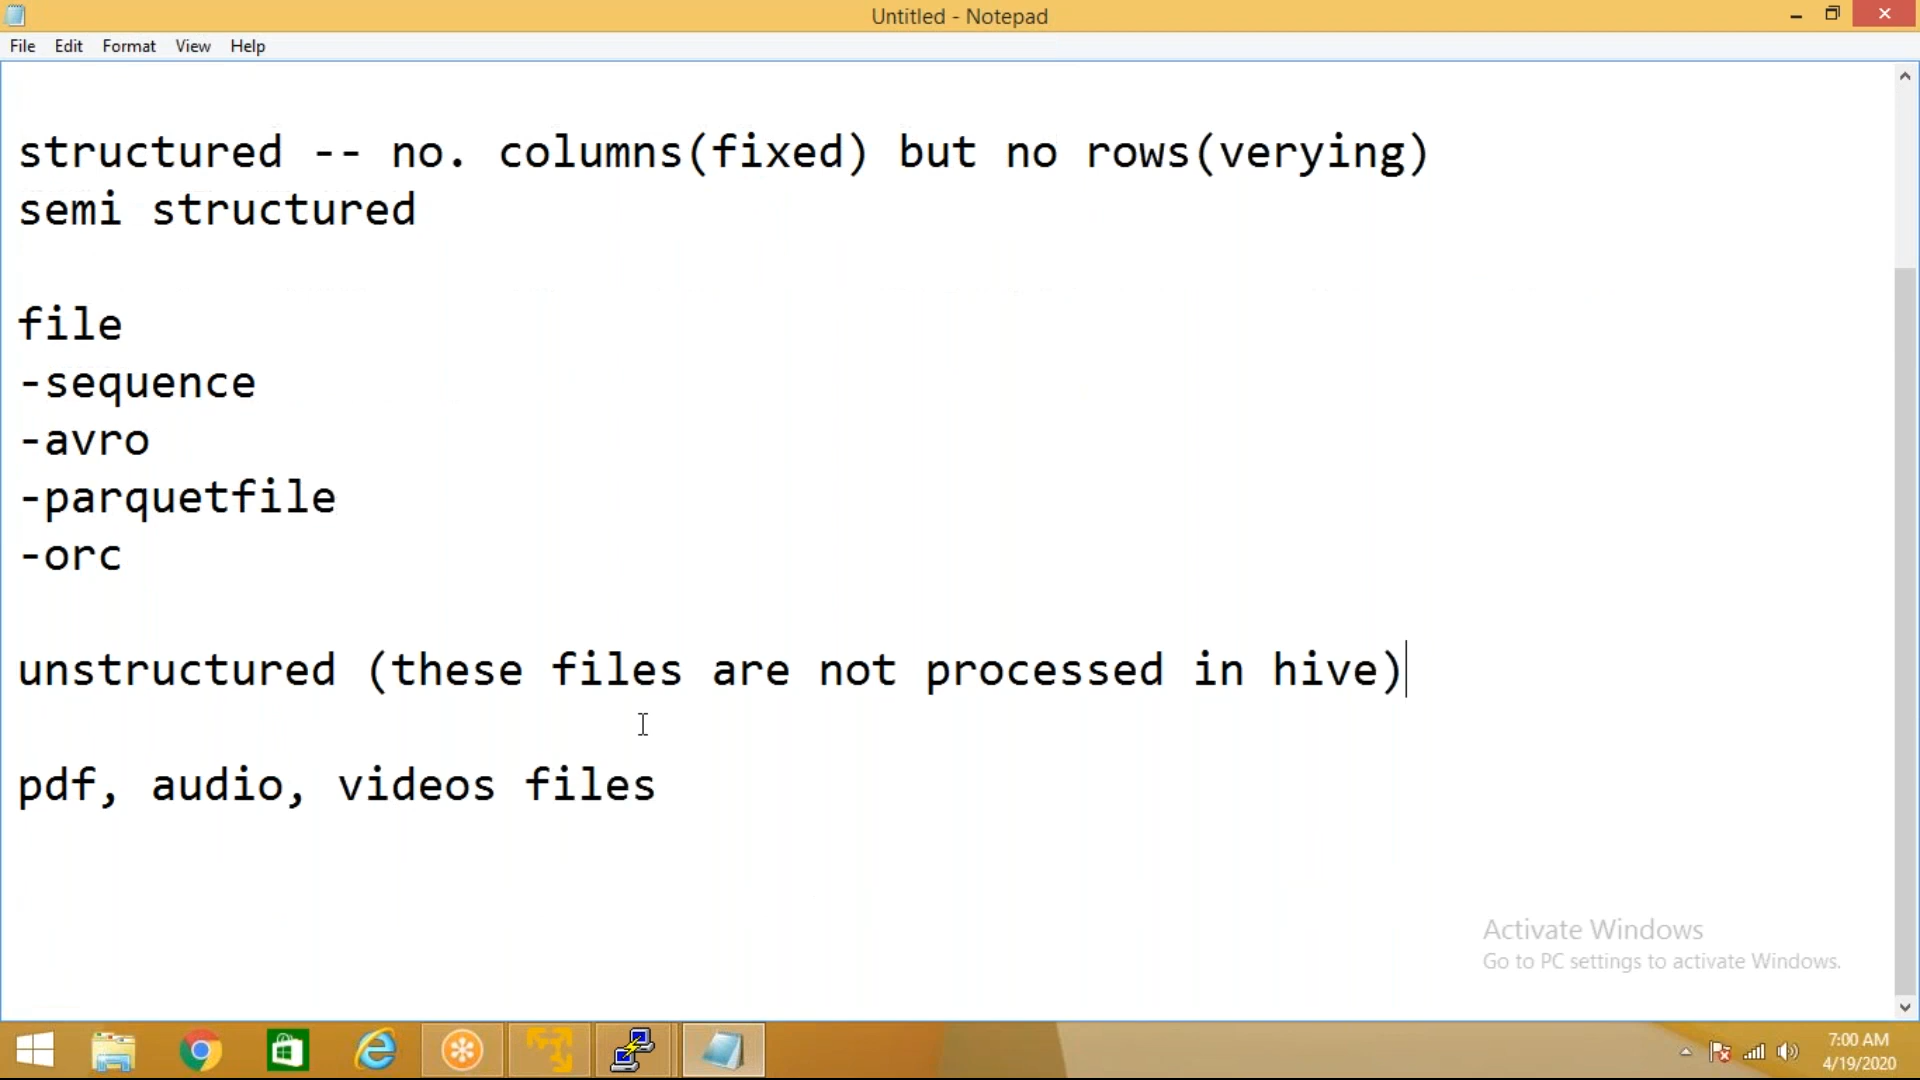 Untitled - Notepad
File Edit Format View Help
structured -- no. columns(fixed) but no rows(verying)
semi structured
file
-sequence
-avro
-parquetfile
-orc
unstructured (these files are not processed in hive)
pdf, audio, videos files
Activate Windows
Go to PC settings to activate Windows.
7:00 AM
4/19/2020